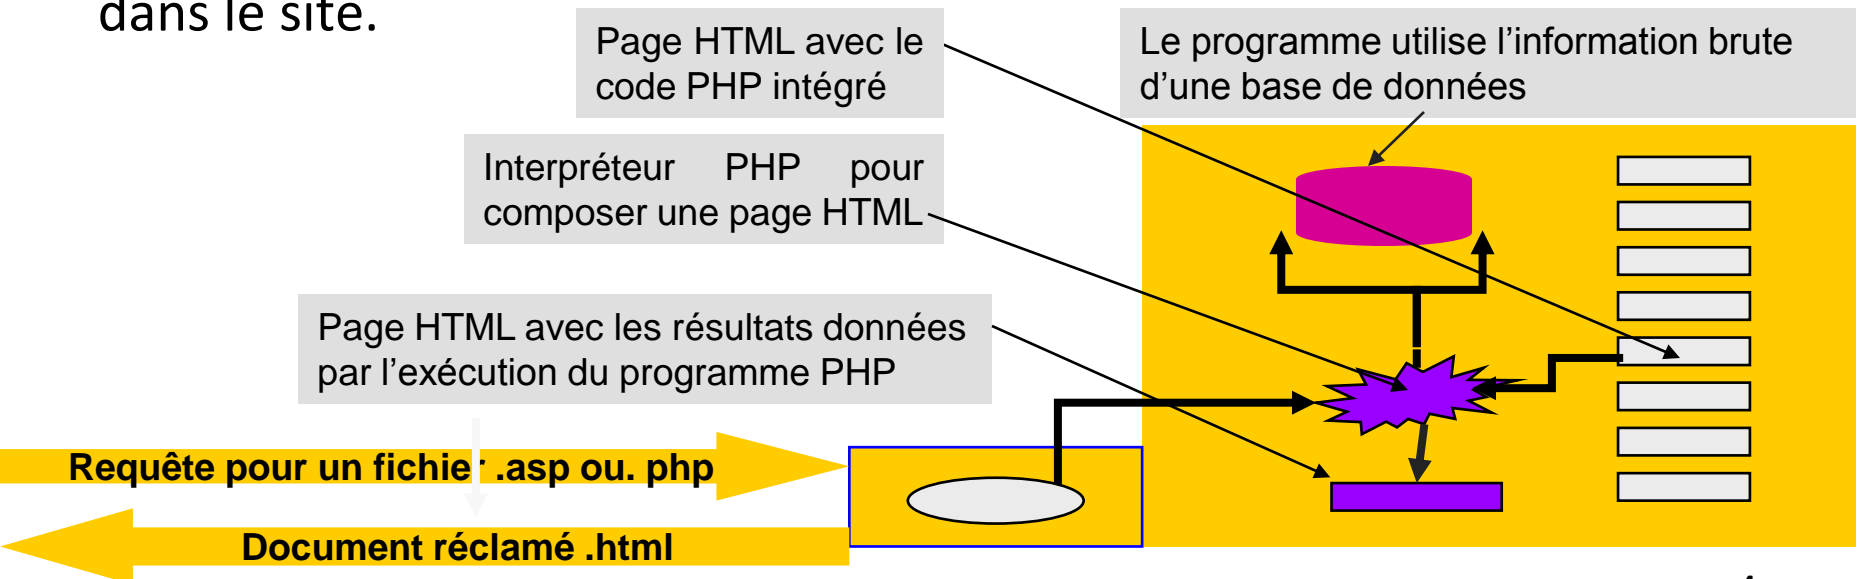 dans le site.
Page HTML avec le
code PHP intégré
Le programme utilise l’information brute
d’une base de données
Interpréteur PHP pour
composer une page HTML
Page HTML avec les résultats données
par l’exécution du programme PHP
Requête pour un fichier .asp ou. php
Document réclamé .html